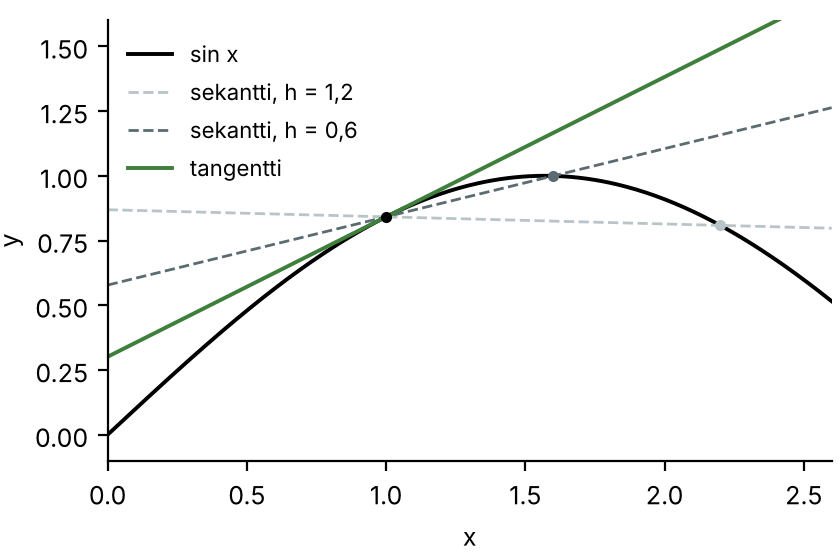 1.50
1.25
1.00
0.75
0.50
0.25
0.00
y
sin x
sekantti, h = 1,2
sekantti, h = 0,6
tangentti
0.0 0.5 1.0 1.5 2.0 2.5
x